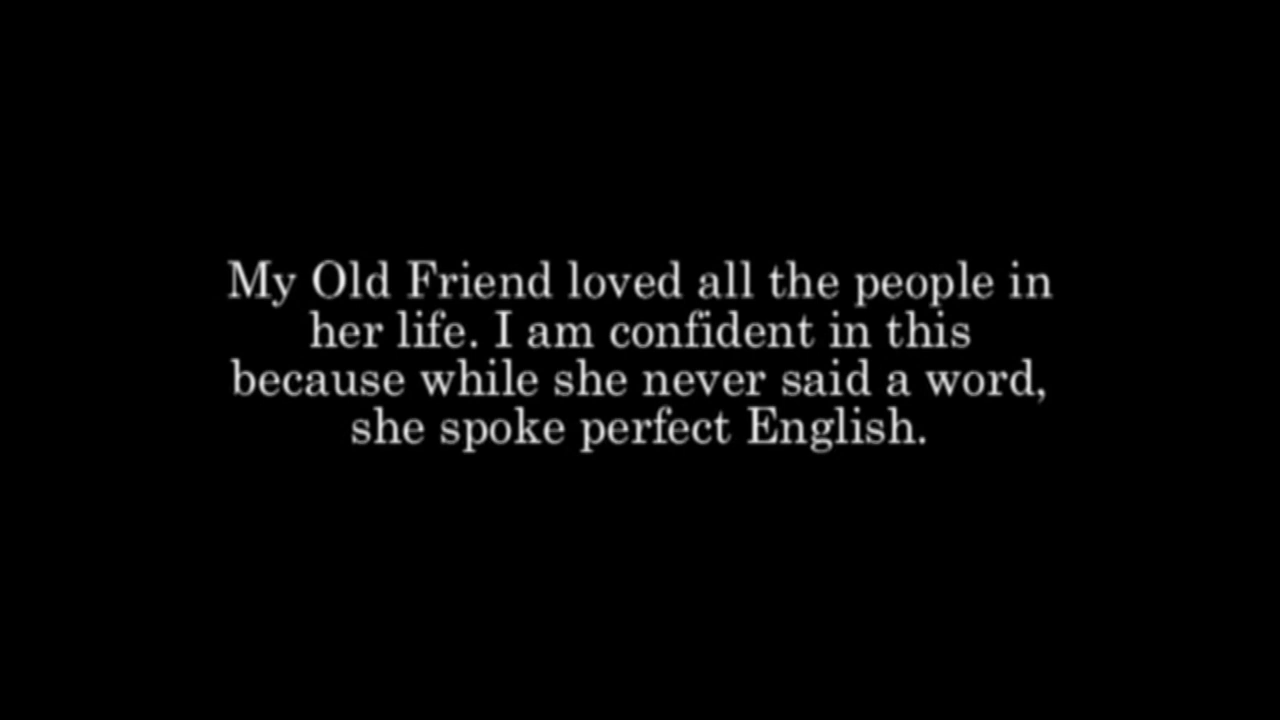 My Old Friend loved all the people in
her life. I am confident in this
because while she never said a word,
she spoke perfect English.